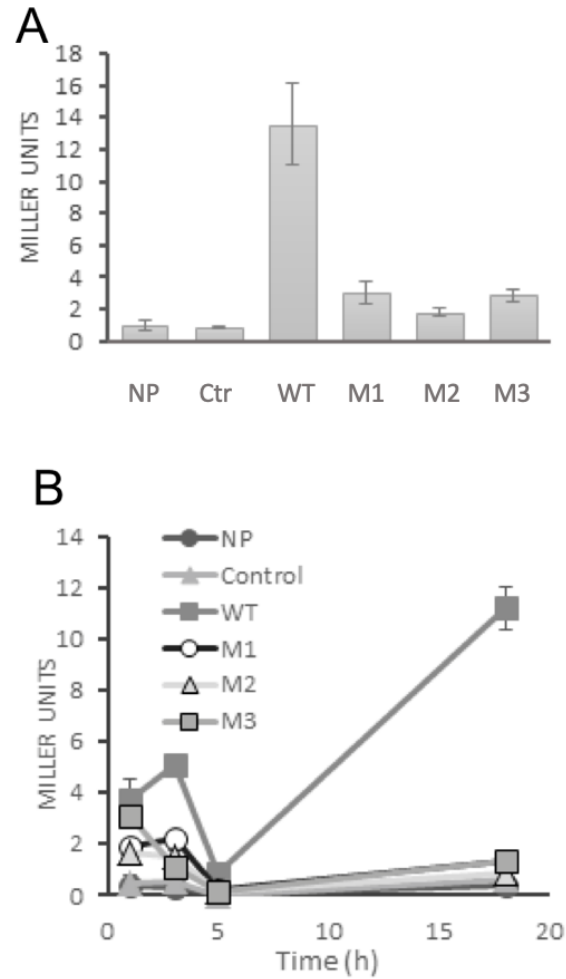 A
MILLER UNITS
18
16
14
12
10
8
6
4
2
0
NP Ctr WT M1 M2 M3
B
MILLER UNITS
14
12
10
8
6
4
2
0
NP
Control
WT
M1
M2
M3
0 5 10 15 20
Time (h)